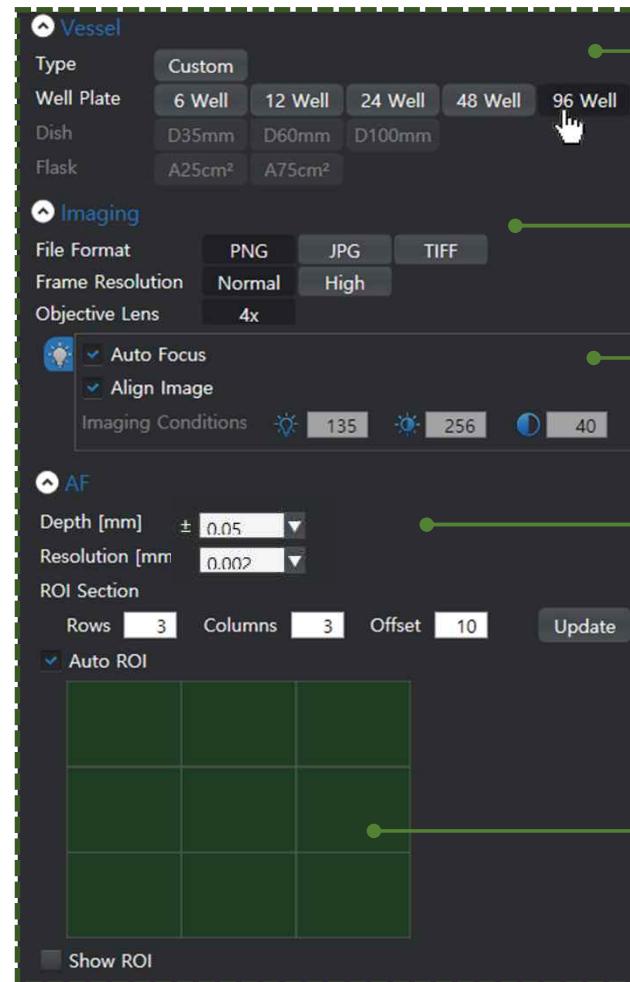 Vessel
Type Custom
Well Plate 6 Well 12 Well 24 Well 48 Well 96 Well
Dish D35mm D60mm D100mm
Flask A25cm² A75cm²
Imaging
File Format PNG JPG TIFF
Frame Resolution Normal High
Objective Lens 4x
Auto Focus
Align Image
Imaging Conditions 135 256 40
AF
Depth [mm] ± 0.05
Resolution [mm 0.002
ROI Section
Rows 3 Columns 3 Offset 10 Update
Auto ROI
Show ROI